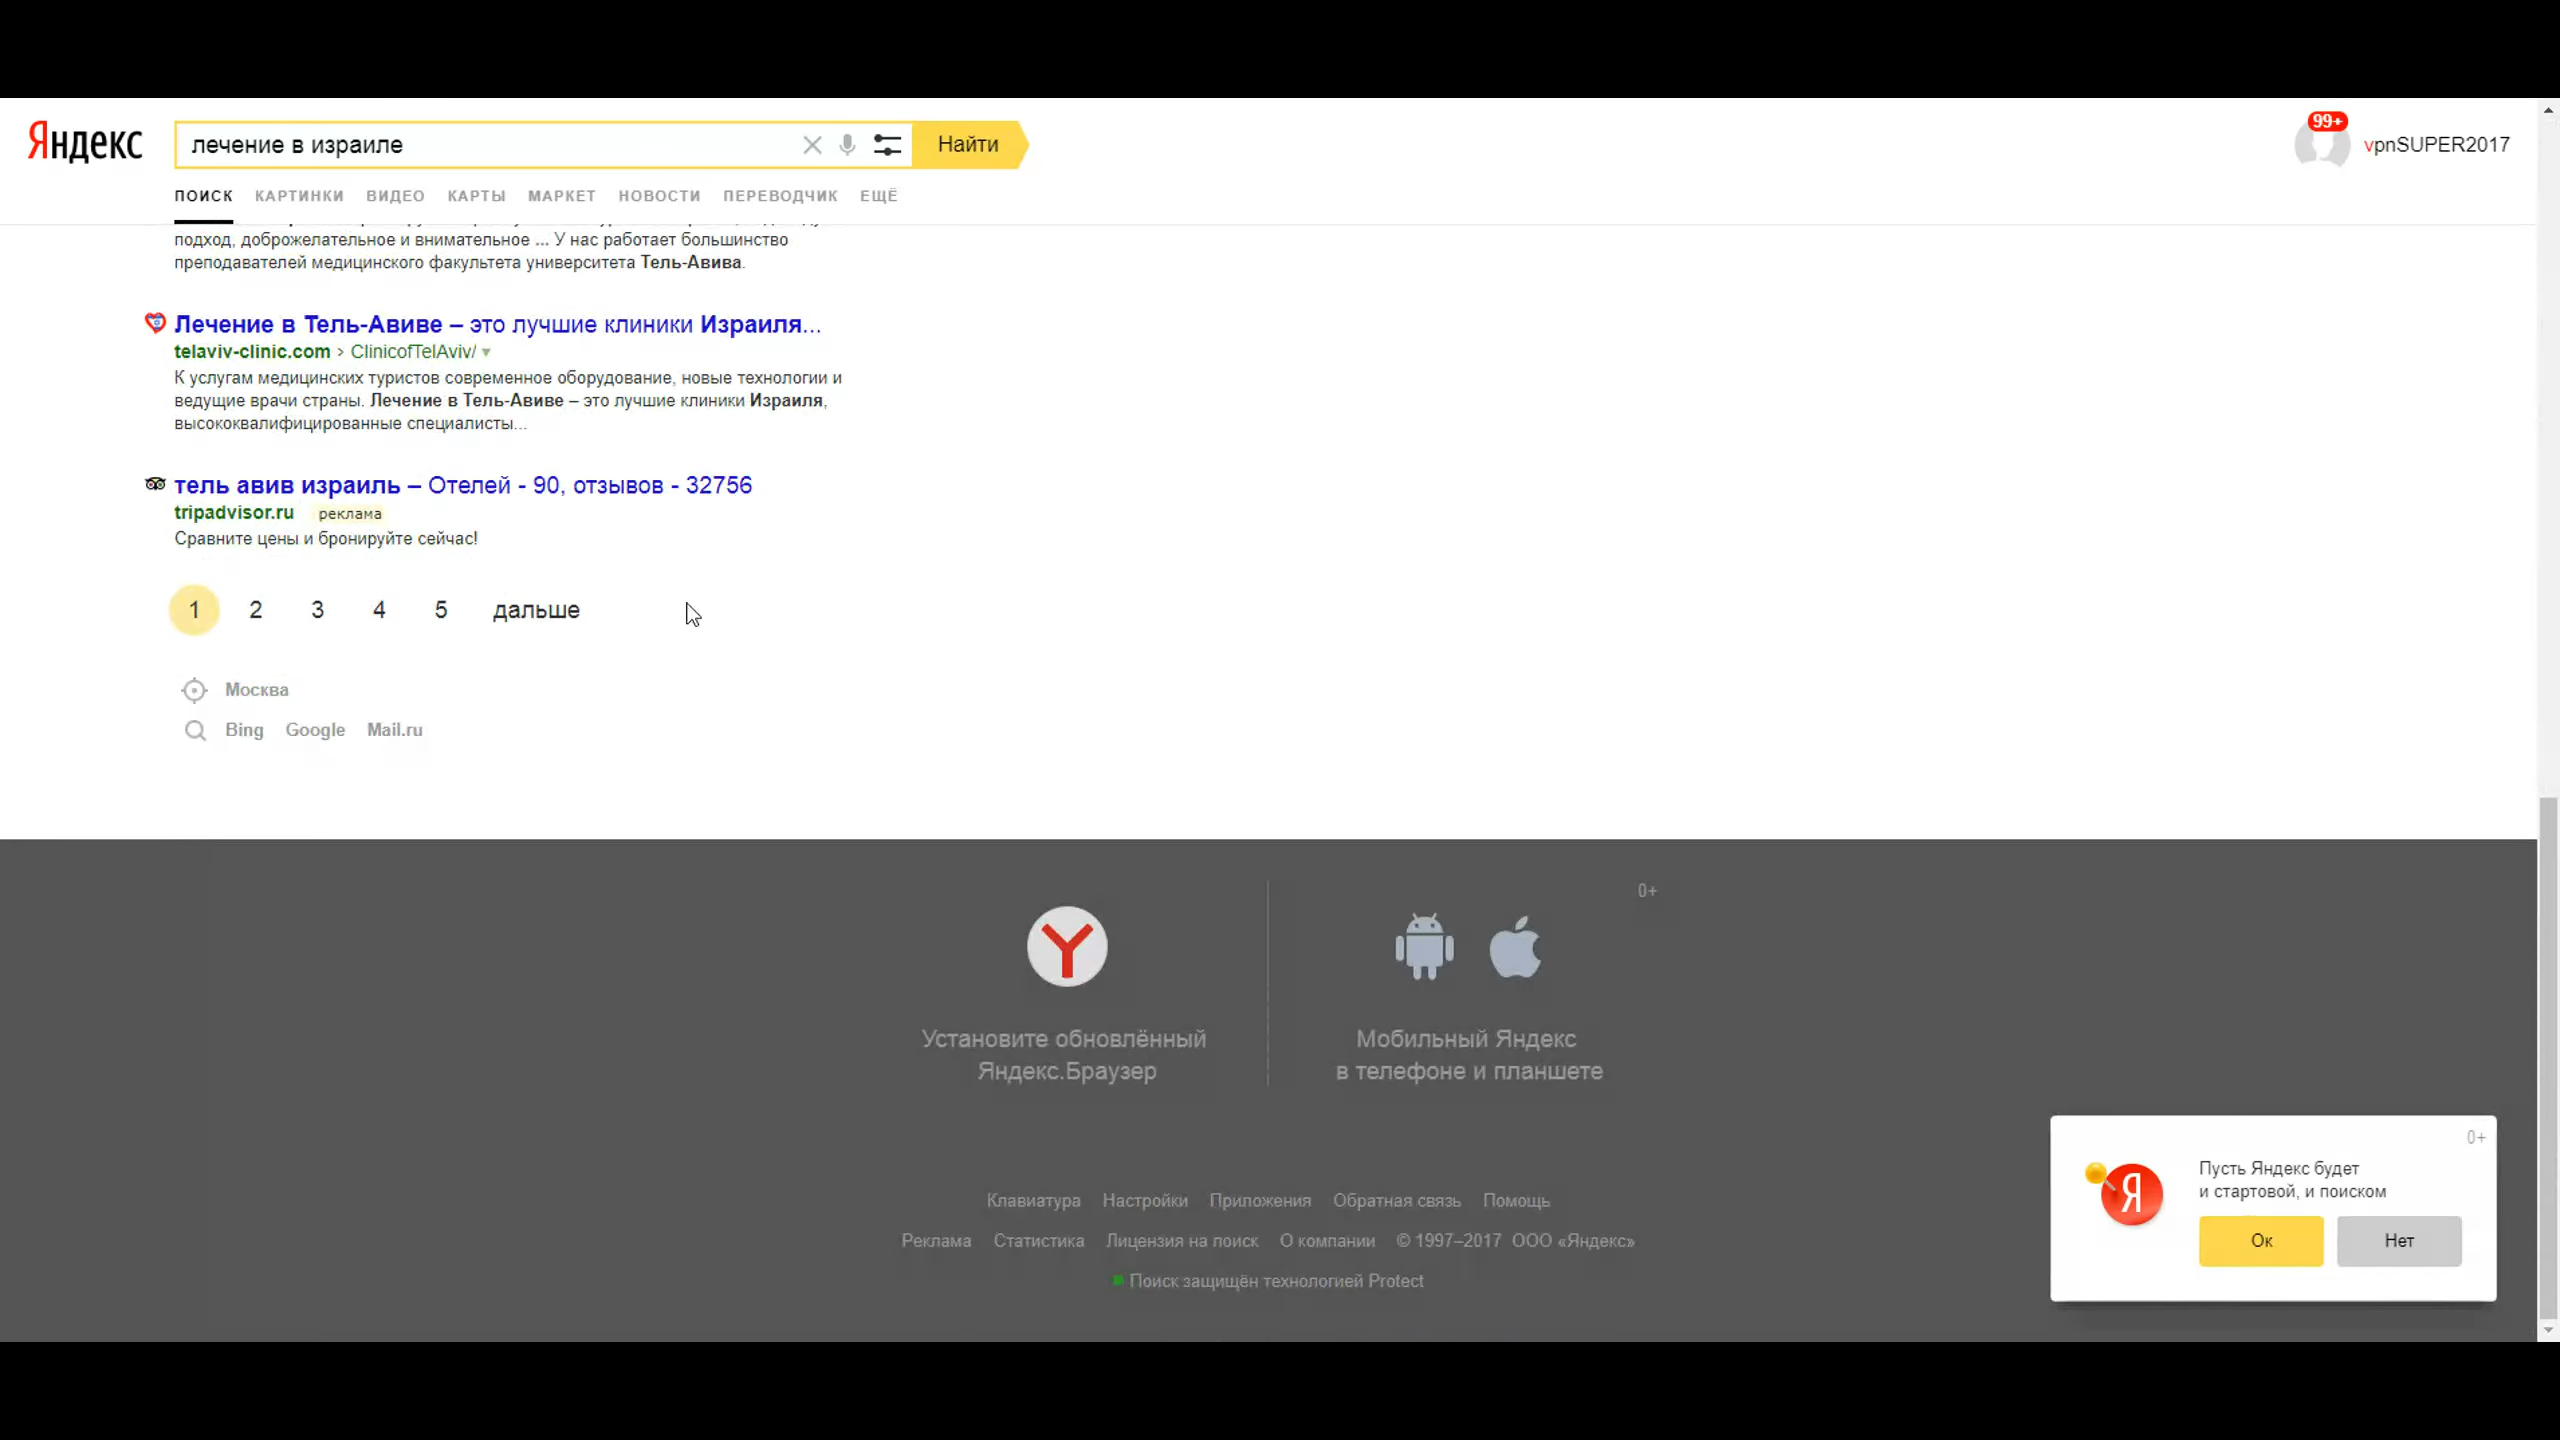 Яндекс
лечение в израиле
Найти
99+
vpnSUPER2017
ПОИСК КАРТИНКИ ВИДЕО КАРТЫ МАРКЕТ НОВОСТИ ПЕРЕВОДЧИК ЕЩЁ
подход, доброжелательное и внимательное ... У нас работает большинство
преподавателей медицинского факультета университета Тель-Авива.
Лечение в Тель-Авиве – это лучшие клиники Израиля...
telaviv-clinic.com › ClinicofTelAviv/
К услугам медицинских туристов современное оборудование, новые технологии и
ведущие врачи страны. Лечение в Тель-Авиве – это лучшие клиники Израиля,
высококвалифицированные специалисты...
тель авив израиль – Отелей - 90, отзывов - 32756
tripadvisor.ru реклама
Сравните цены и бронируйте сейчас!
1 2 3 4 5 дальше
Москва
Bing Google Mail.ru
0+
Установите обновлённый
Яндекс.Браузер
Мобильный Яндекс
в телефоне и планшете
Клавиатура Настройки Приложения Обратная связь Помощь
Реклама Статистика Лицензия на поиск О компании © 1997–2017 ООО «Яндекс»
Поиск защищён технологией Protect
0+
Я
Пусть Яндекс будет
и стартовой, и поиском
Ок Нет